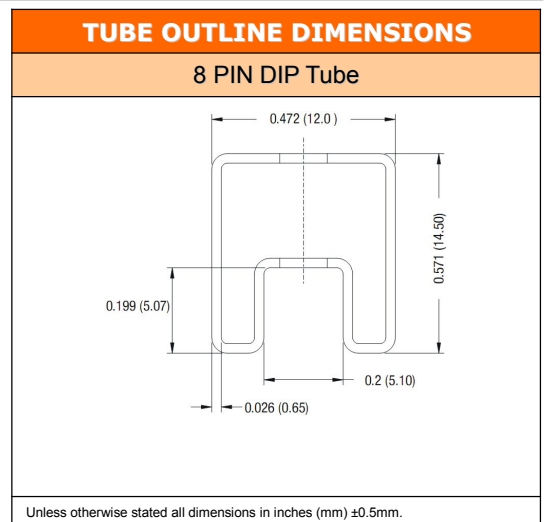 TUBE OUTLINE DIMENSIONS
8 PIN DIP Tube
0.472 (12.0 )
0.571 (14.50)
0.199 (5.07)
0.2 (5.10)
0.026 (0.65)
Unless otherwise stated all dimensions in inches (mm) ±0.5mm.